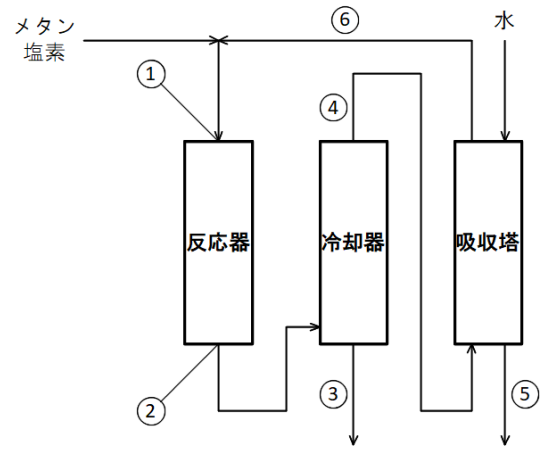 メタン
塩素
⑥
水
①
④
反応器
冷却器
吸収塔
②
③
⑤